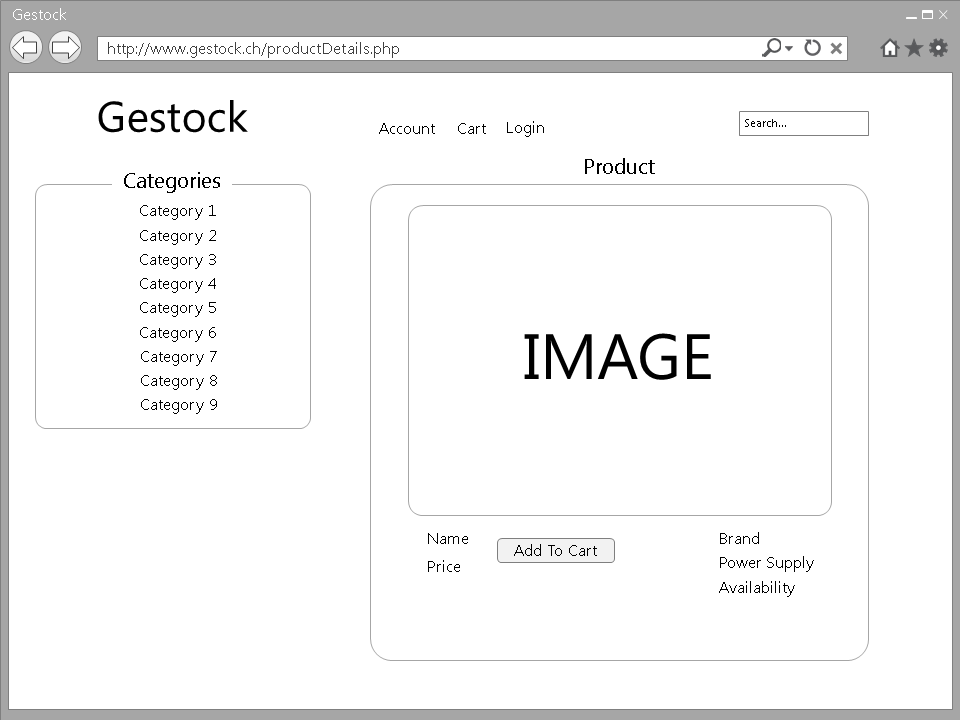 Gestock
http://www.gestock.ch/productDetails.php
Gestock
Account Cart Login
Search...
Categories
Category 1
Category 2
Category 3
Category 4
Category 5
Category 6
Category 7
Category 8
Category 9
Product
IMAGE
Name
Price
Add To Cart
Brand
Power Supply
Availability